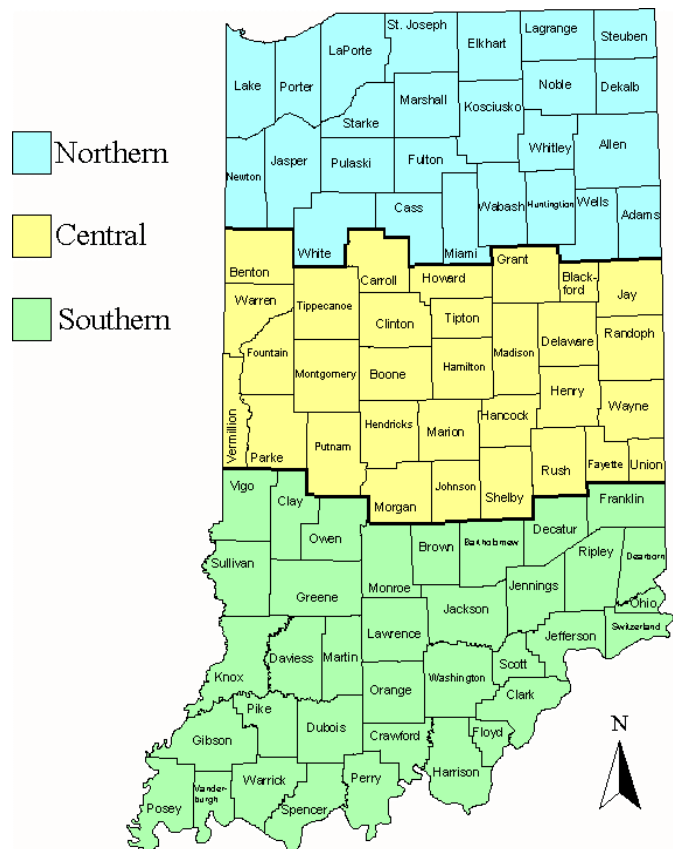 St. Joseph
Lagrange
Steuben
LaPorte
Elkhart
Lake
Porter
Noble
Dekalb
Marshall
Kosciusko
Starke
Whitley
Allen
Northern
Newton
Jasper
Pulaski
Fulton
Cass
Wabash
Huntingtion
Wells
Adams
White
Miami
Central
Benton
Carroll
Howard
Grant
Black-
ford
Jay
Warren
Tippecanoe
Clinton
Tipton
Southern
Fountain
Montgomery
Boone
Hamilton
Madison
Delaware
Randoph
Henry
Wayne
Vermillion
Parke
Putnam
Hendricks
Marion
Hancock
Rush
Fayette
Union
Morgan
Johnson
Shelby
Vigo
Clay
Owen
Franklin
Decatur
Brown
Bartholmew
Sullivan
Monroe
Ripley
Dearborn
Greene
Jennings
Jackson
Ohio
Lawrence
Jefferson
Switzerland
Daviess
Martin
Knox
Washington
Scott
Orange
Clark
Pike
Dubois
Gibson
Crawford
Floyd
N
Harrison
Posey
Vander-
burgh
Warrick
Spencer
Perry